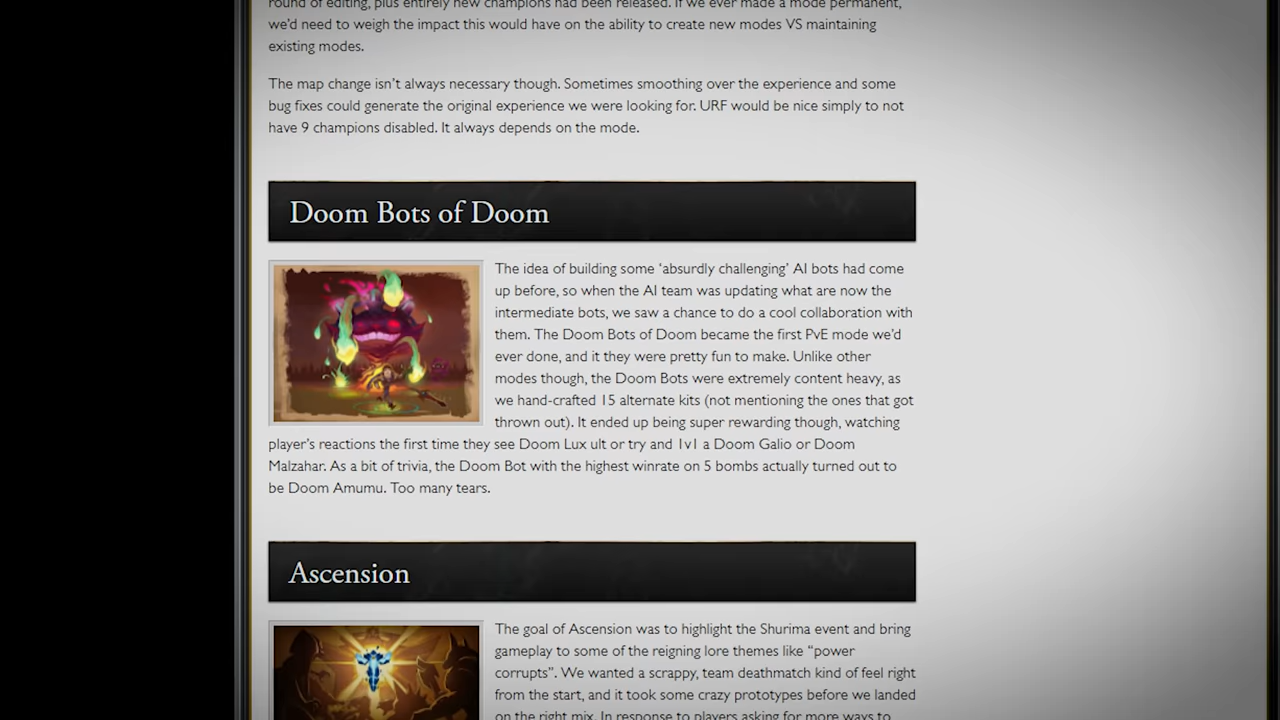 round of editing, plus entirely new champions had been released. If we ever made a mode permanent,
we'd need to weigh the impact this would have on the ability to create new modes VS maintaining
existing modes.
The map change isn't always necessary though. Sometimes smoothing over the experience and some
bug fixes could generate the original experience we were looking for. URF would be nice simply to not
have 9 champions disabled. It always depends on the mode.
Doom Bots of Doom
The idea of building some 'absurdly challenging' AI bots had come
up before, so when the AI team was updating what are now the
intermediate bots, we saw a chance to do a cool collaboration with
them. The Doom Bots of Doom became the first PvE mode we'd
ever done, and it they were pretty fun to make. Unlike other
modes though, the Doom Bots were extremely content heavy, as
we hand-crafted 15 alternate kits (not mentioning the ones that got
thrown out). It ended up being super rewarding though, watching
player's reactions the first time they see Doom Lux ult or try and 1v1 a Doom Galio or Doom
Malzahar. As a bit of trivia, the Doom Bot with the highest winrate on 5 bombs actually turned out to
be Doom Amumu. Too many tears.
Ascension
The goal of Ascension was to highlight the Shurima event and bring
gameplay to some of the reigning lore themes like "power
corrupts". We wanted a scrappy, team deathmatch kind of feel right
from the start, and it took some crazy prototypes before we landed
on the right mix. In response to players asking for more ways to